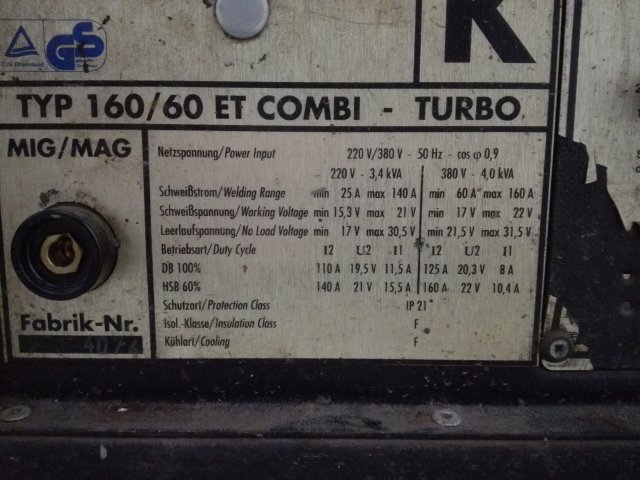 TÜV Rheinland
GS
K
TYP 160/60 ET COMBI - TURBO
MIG/MAG
Netzspannung/Power Input 220 V/380 V - 50 Hz - cos φ 0,9
220 V - 3,4 kVA 380 V - 4,0 kVA
Schweißstrom/Welding Range min 25 A max 140 A min 60 A max 160 A
Schweißspannung/Working Voltage min 15,3 V max 21 V min 17 V max 22 V
Leerlaufspannung/No Load Voltage min 17 V max 30,5 V min 21,5 V max 31,5 V
Betriebsart/Duty Cycle I2 U2 I1 I2 U2 I1
DB 100% 110 A 19,5 V 11,5 A 125 A 20,3 V 8 A
HSB 60% 140 A 21 V 15,5 A 160 A 22 V 10,4 A
Schutzart/Protection Class IP 21
Isol.-Klasse/Insulation Class F
Kühlart/Cooling F
Fabrik-Nr.